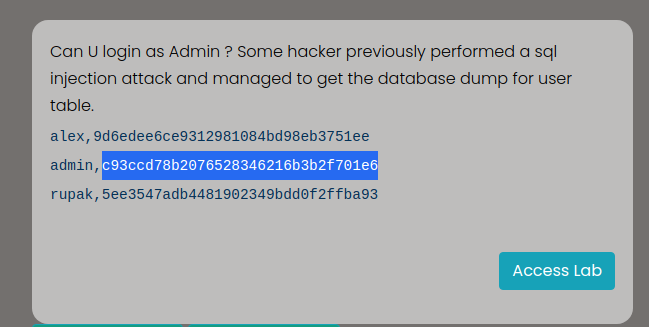 Can U login as Admin ? Some hacker previously performed a sql
injection attack and managed to get the database dump for user
table.
alex,9d6edee6ce9312981084bd98eb3751ee
admin,c93ccd78b2076528346216b3b2f701e6
rupak,5ee3547adb4481902349bdd0f2ffba93
Access Lab